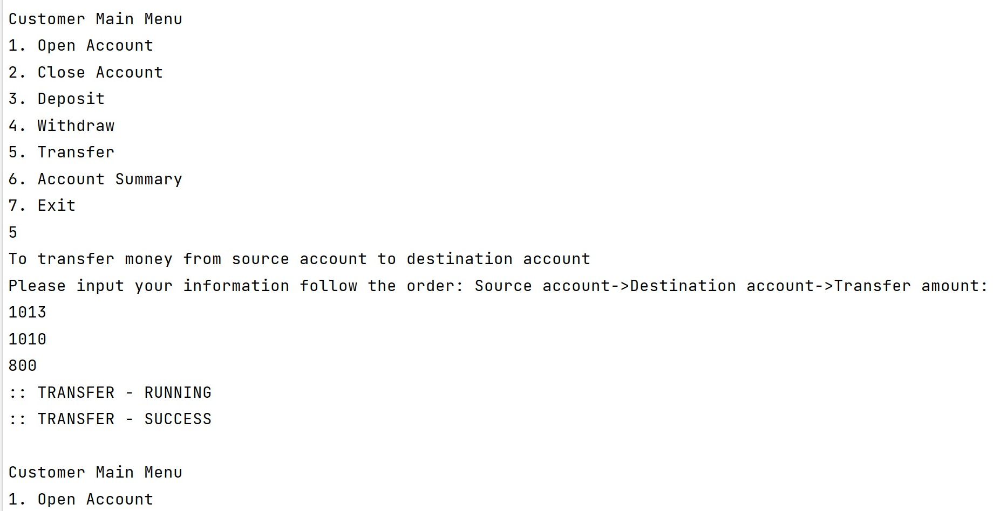 Customer Main Menu
1. Open Account
2. Close Account
3. Deposit
4. Withdraw
5. Transfer
6. Account Summary
7. Exit
5
To transfer money from source account to destination account
Please input your information follow the order: Source account->Destination account->Transfer amount:
1013
1010
800
:: TRANSFER - RUNNING
:: TRANSFER - SUCCESS
Customer Main Menu
1. Open Account